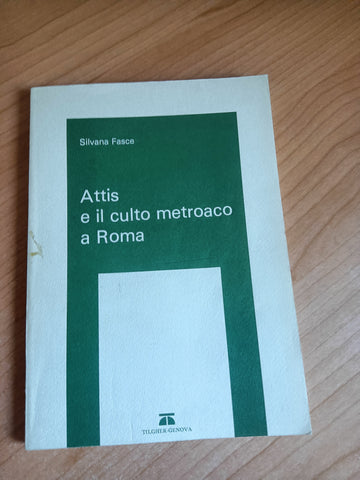 Silvana Fasce
Attis
e il culto metroaco
a Roma
TILGHER-GENOVA